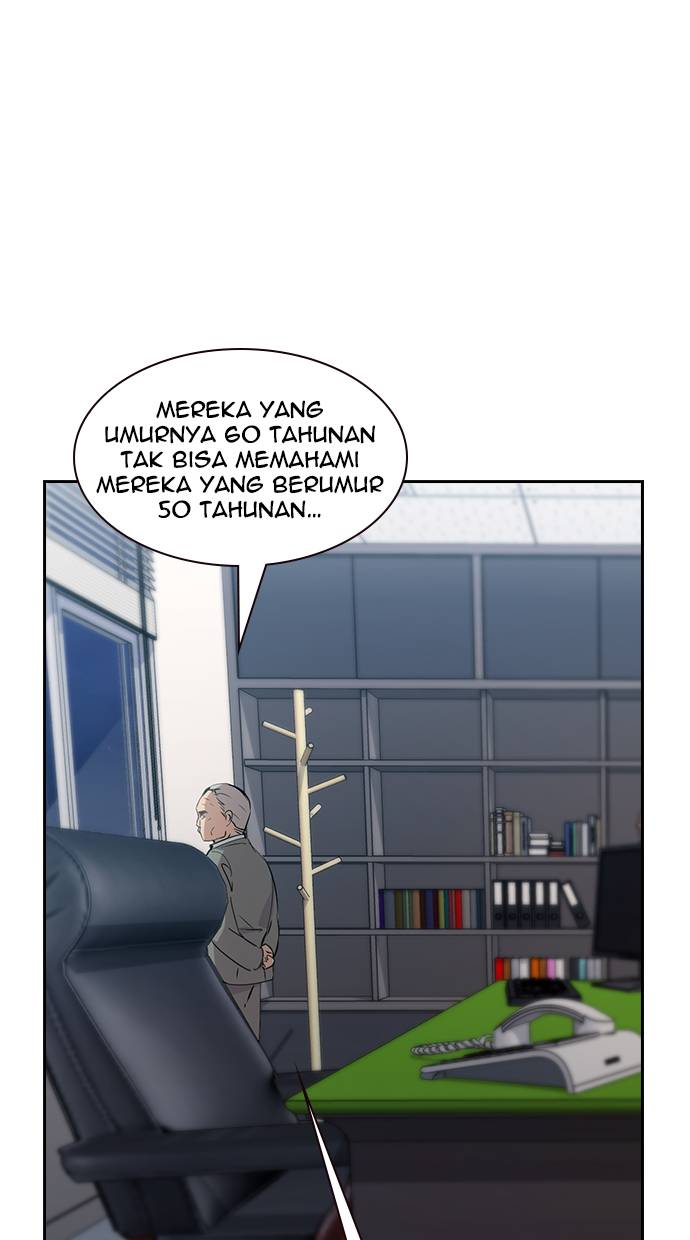 MEREKA YANG
UMURNYA 60 TAHUNAN
TAK BISA MEMAHAMI
MEREKA YANG BERUMUR
50 TAHUNAN...